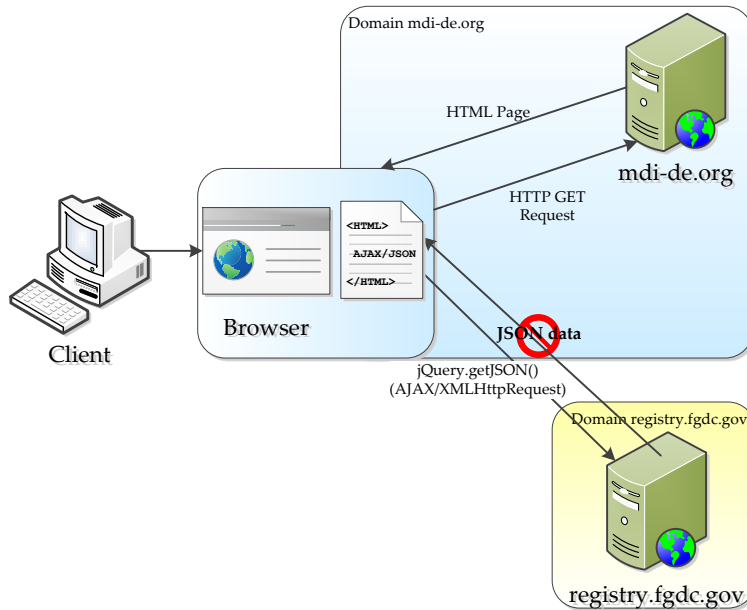 Domain mdi-de.org
HTML Page
mdi-de.org
HTTP GET
Request
<HTML>
AJAX/JSON
</HTML>
Browser
Client
JSON data
jQuery.getJSON()
(AJAX/XMLHttpRequest)
Domain registry.fgdc.gov
registry.fgdc.gov